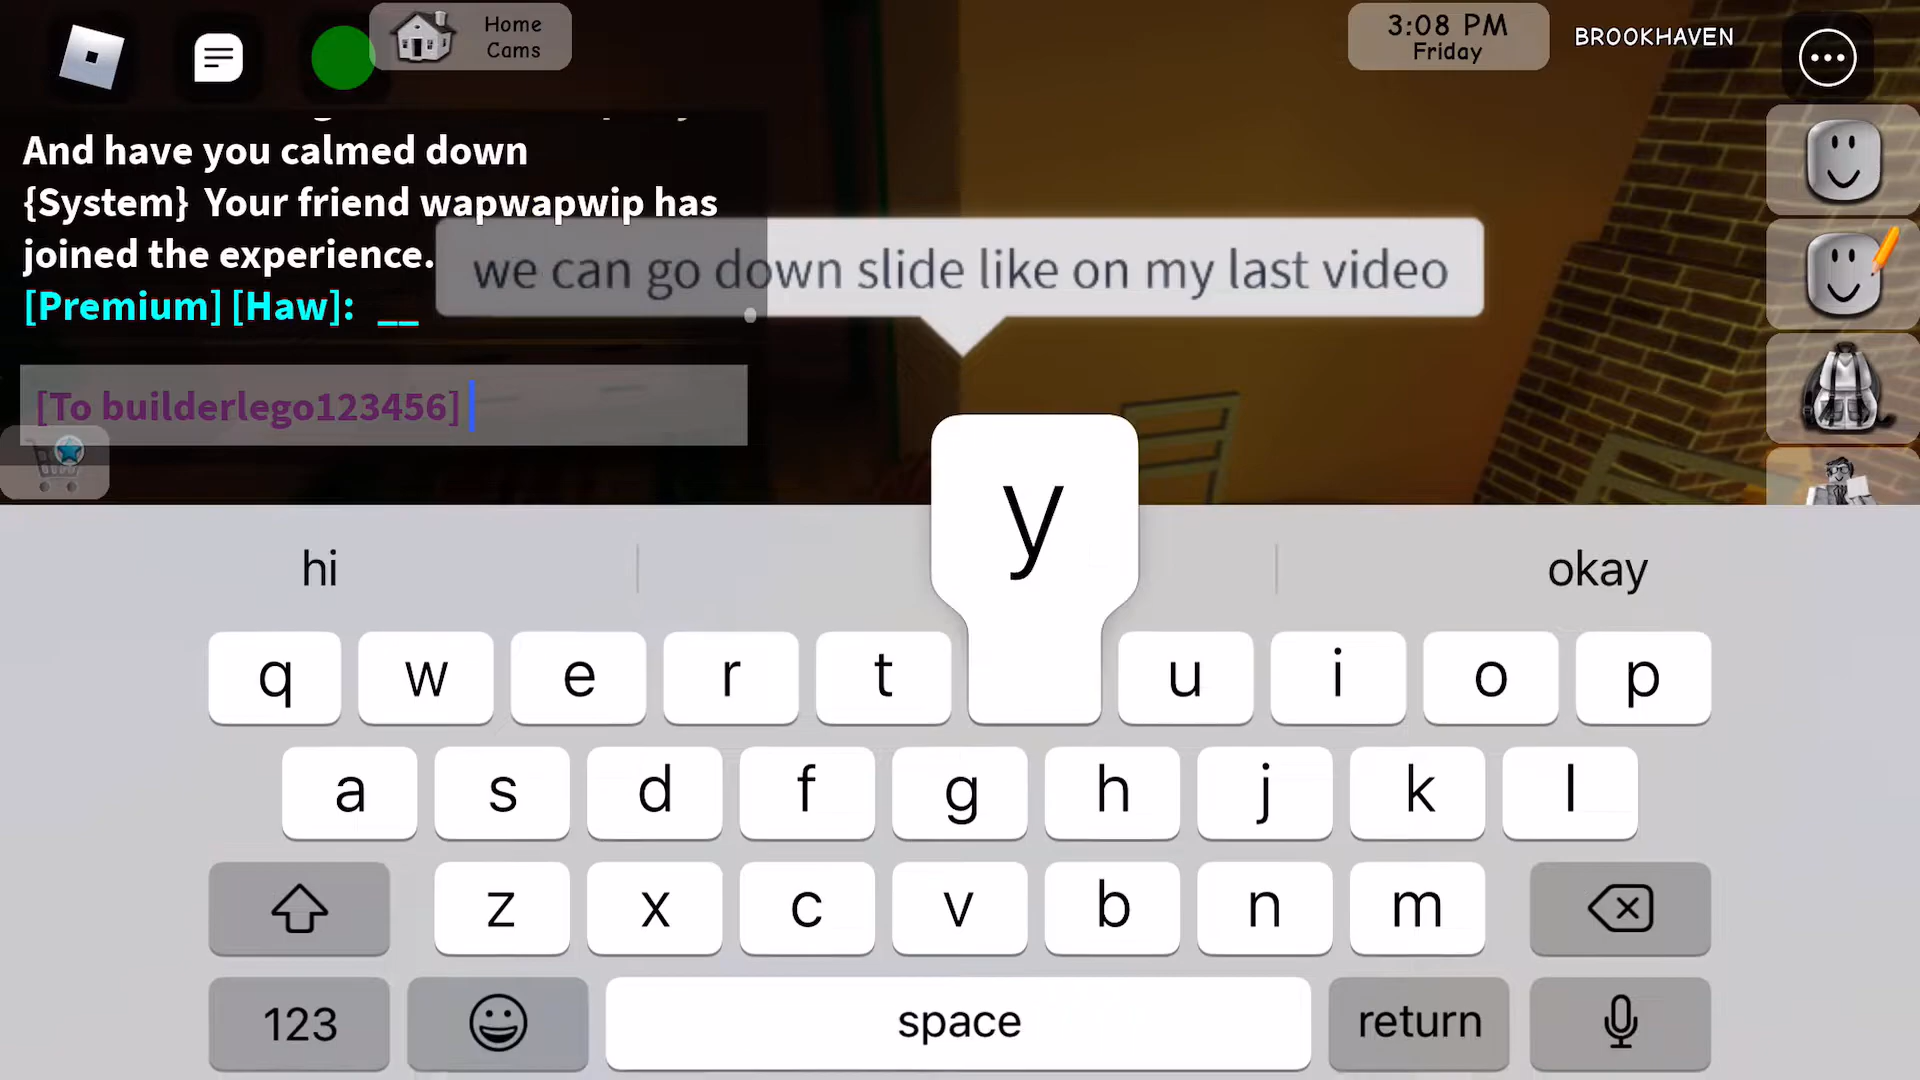 Home
Cams
3:08 PM
Friday
BROOKHAVEN
And have you calmed down
{System} Your friend wapwapwip has
joined the experience.
[Premium] [Haw]: __
we can go down slide like on my last video
[To builderlego123456]
y
hi
okay
q w e r t u i o p
a s d f g h j k l
z x c v b n m
123 space return